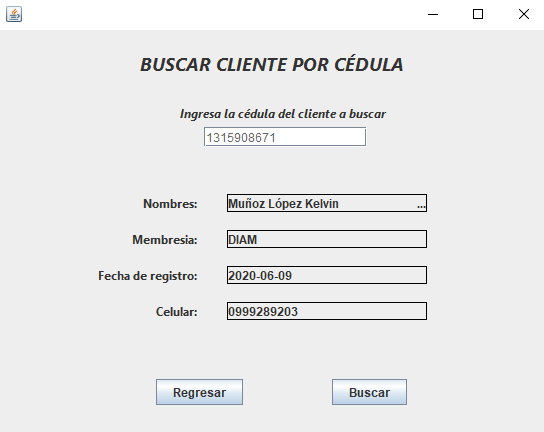 BUSCAR CLIENTE POR CÉDULA
Ingresa la cédula del cliente a buscar
1315908671
Nombres: Muñoz López Kelvin ...
Membresia: DIAM
Fecha de registro: 2020-06-09
Celular: 0999289203
Regresar Buscar